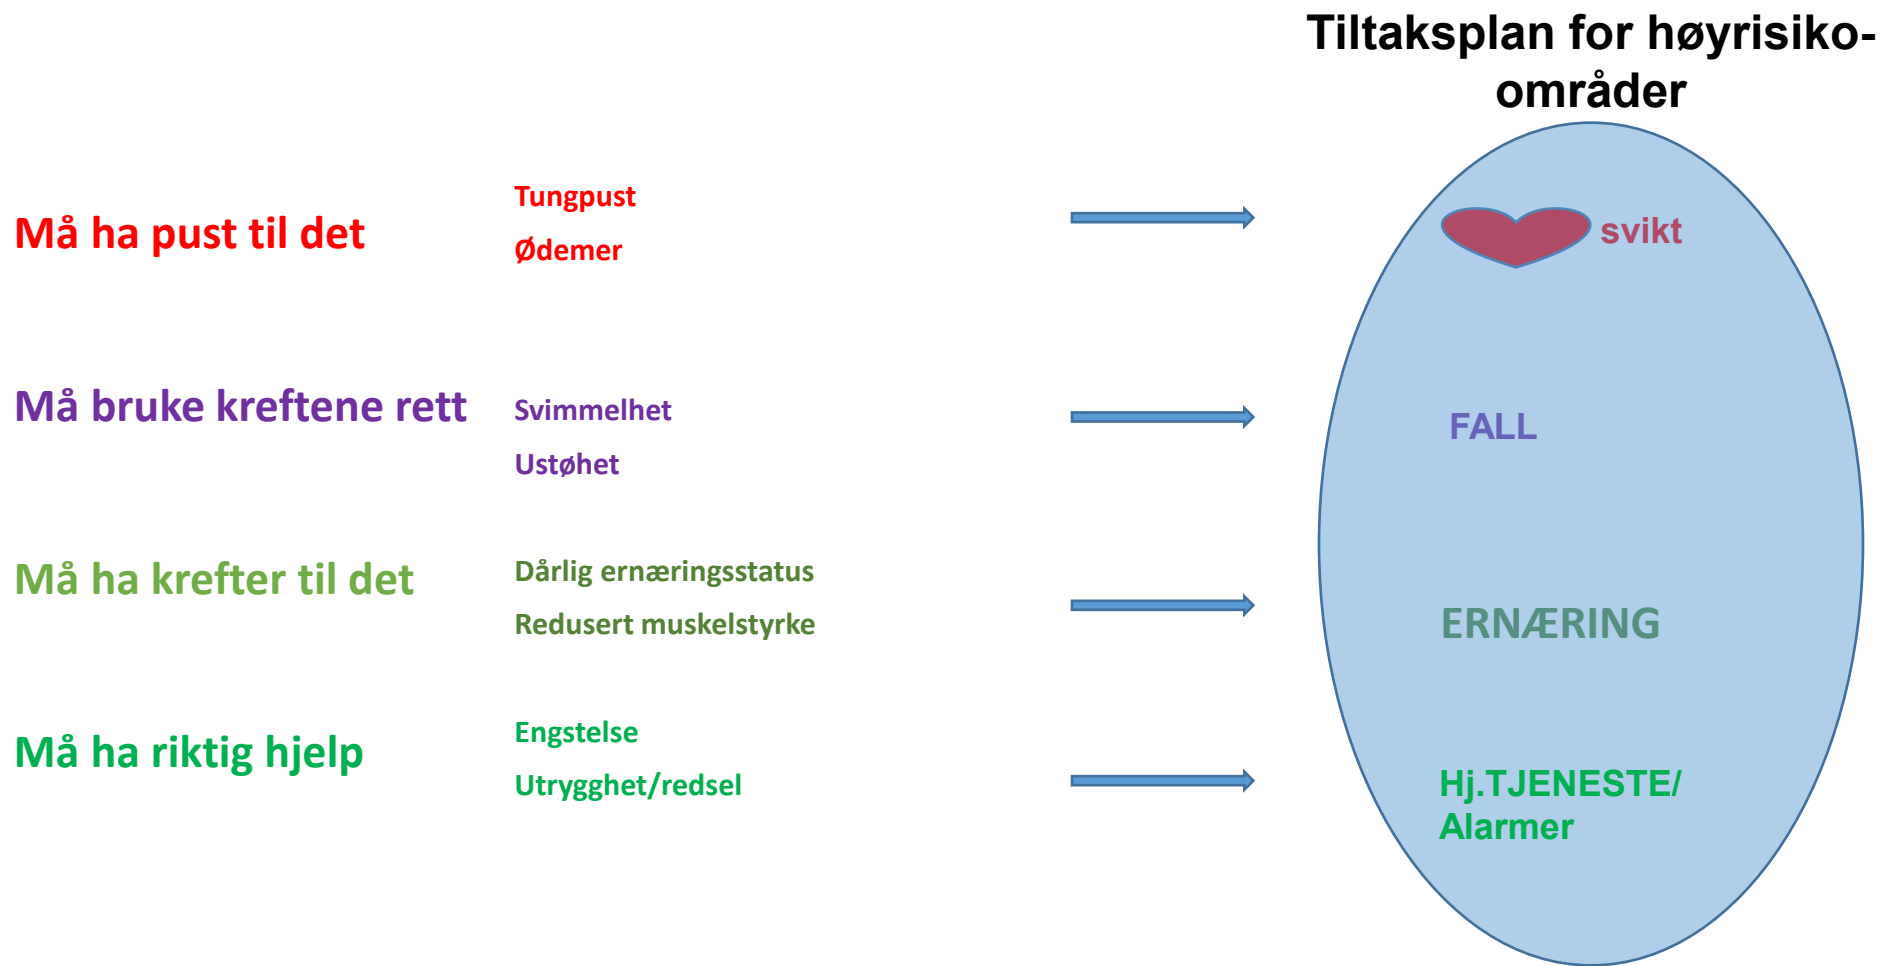 Tiltaksplan for høyrisiko-
områder
Må ha pust til det
Tungpust
Ødemer
svikt
Må bruke kreftene rett
Svimmelhet
Ustøhet
FALL
Må ha krefter til det
Dårlig ernæringsstatus
Redusert muskelstyrke
ERNÆRING
Må ha riktig hjelp
Engstelse
Utrygghet/redsel
Hj.TJENESTE/
Alarmer